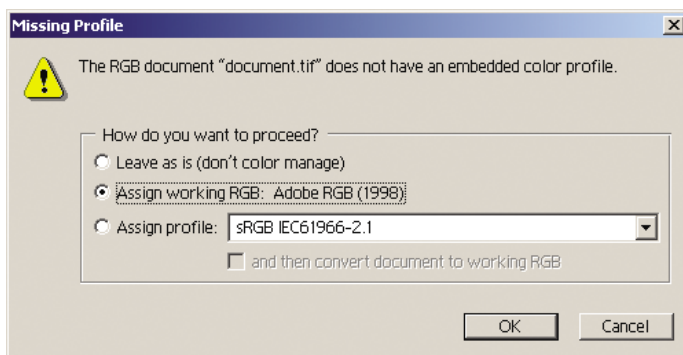 Missing Profile
The RGB document “document.tif” does not have an embedded color profile.
How do you want to proceed?
Leave as is (don't color manage)
Assign working RGB: Adobe RGB (1998)
Assign profile: sRGB IEC61966-2.1
and then convert document to working RGB
OK Cancel